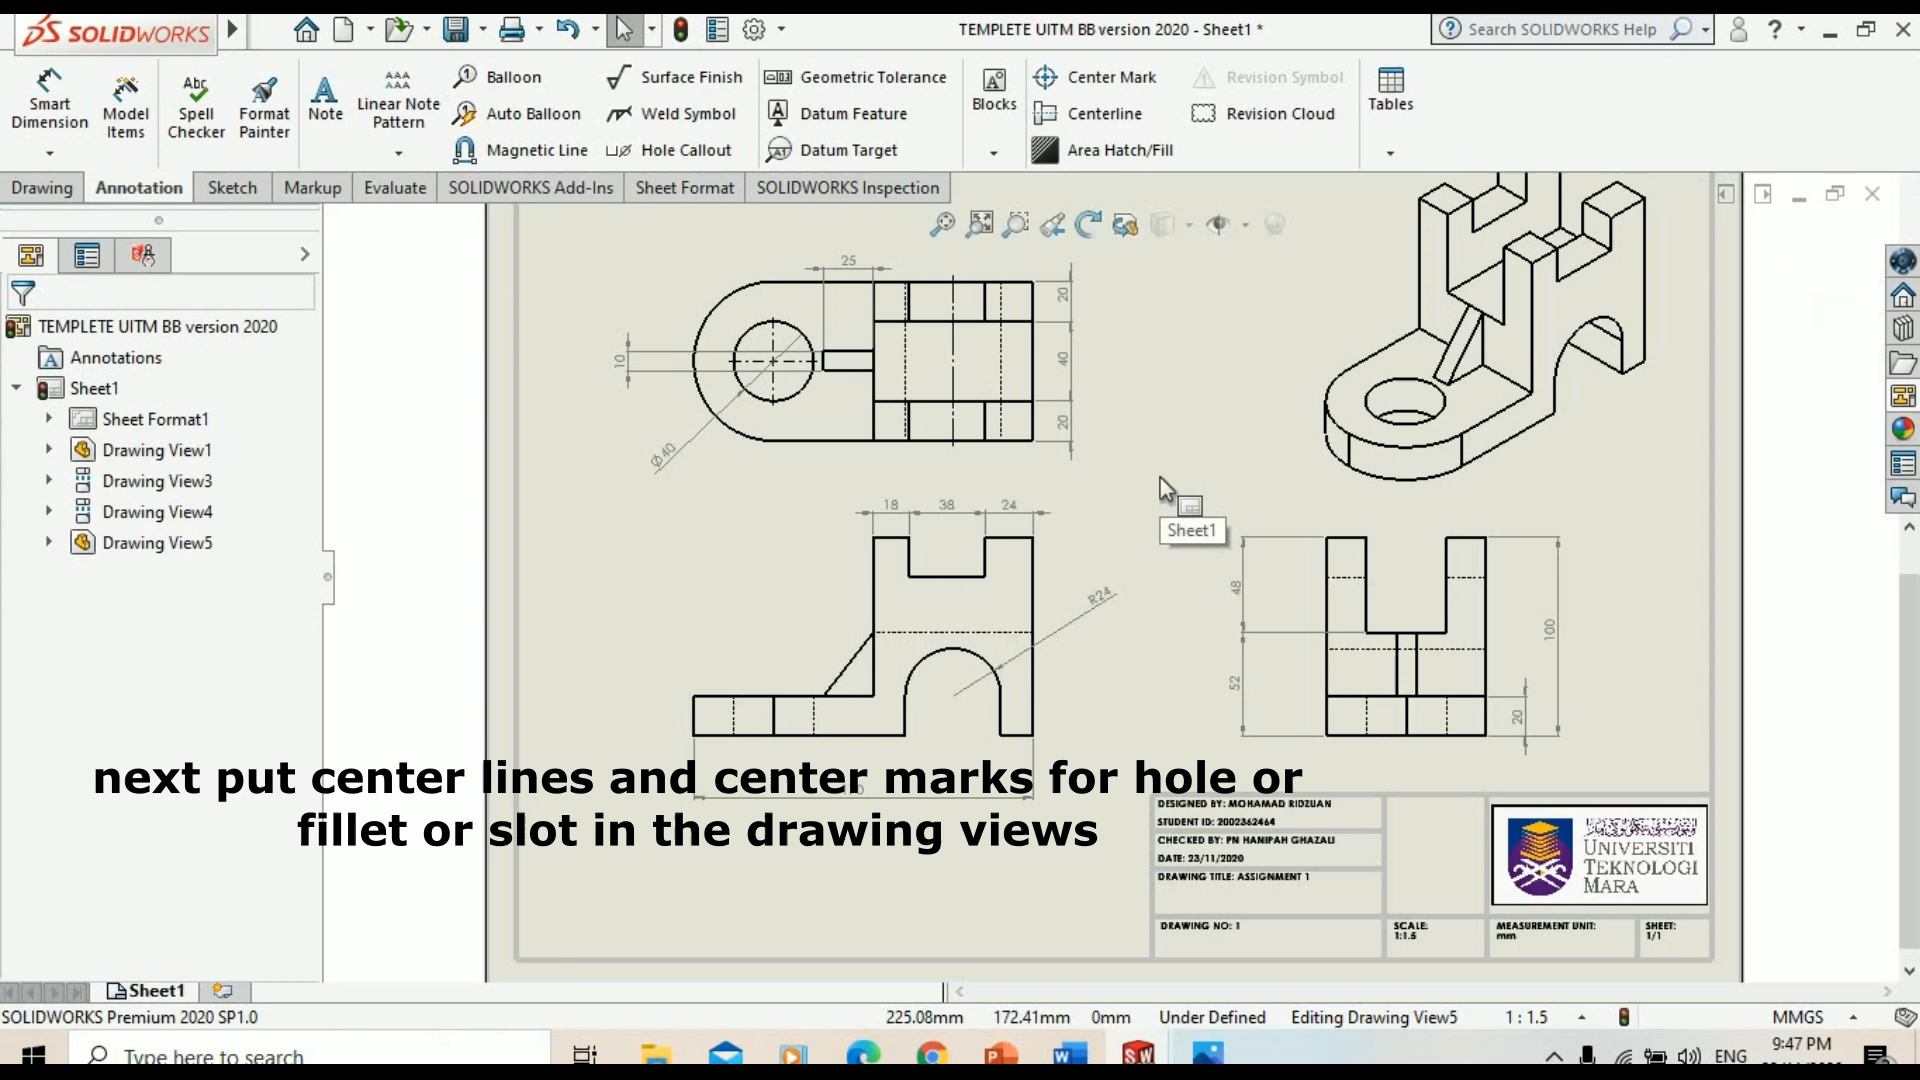 SOLIDWORKS
TEMPLETE UITM BB version 2020 - Sheet1 *
Search SOLIDWORKS Help
Smart Dimension
Model Items
Spell Checker
Format Painter
Note
Linear Note Pattern
Balloon
Auto Balloon
Magnetic Line
Surface Finish
Weld Symbol
Hole Callout
Geometric Tolerance
Datum Feature
Datum Target
Blocks
Center Mark
Centerline
Area Hatch/Fill
Revision Symbol
Revision Cloud
Tables
Drawing
Annotation
Sketch
Markup
Evaluate
SOLIDWORKS Add-Ins
Sheet Format
SOLIDWORKS Inspection
TEMPLETE UITM BB version 2020
Annotations
Sheet1
Sheet Format1
Drawing View1
Drawing View3
Drawing View4
Drawing View5
25
20
10
40
20
Ø40
18
38
24
Sheet1
R24
48
100
52
20
next put center lines and center marks for hole or
fillet or slot in the drawing views
DESIGNED BY: MOHAMAD RIDZUAN
STUDENT ID: 2002362464
CHECKED BY: PN HANIPAH GHAZALI
DATE: 23/11/2020
DRAWING TITLE: ASSIGNMENT 1
UNIVERSITI
TEKNOLOGI
MARA
DRAWING NO: 1
SCALE:
1:1.5
MEASUREMENT UNIT:
mm
SHEET:
1/1
Sheet1
SOLIDWORKS Premium 2020 SP1.0
225.08mm
172.41mm
0mm
Under Defined
Editing Drawing View5
1 : 1.5
MMGS
Type here to search
ENG
9:47 PM